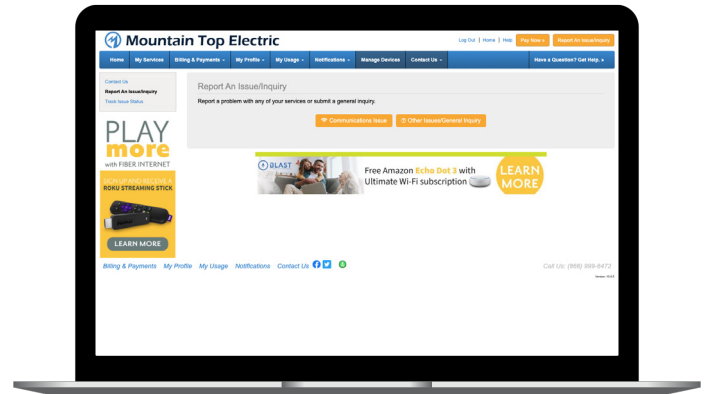 Mountain Top Electric
Log Out | Home | Help Pay Now » Report An Issue/Inquiry
Home My Services Billing & Payments My Profile My Usage Notifications Manage Devices Contact Us Have a Question? Get Help. »
Contact Us
Report An Issue/Inquiry
Track Issue Status
Report An Issue/Inquiry
Report a problem with any of your services or submit a general inquiry.
Communications Issue Other Issues/General Inquiry
PLAY
more
with FIBER INTERNET
SIGN UP AND RECEIVE A
ROKU STREAMING STICK
LEARN MORE
BLAST
Free Amazon Echo Dot 3 with
Ultimate Wi-Fi subscription
LEARN
MORE
Billing & Payments My Profile My Usage Notifications Contact Us
Call Us: (866) 999-8472